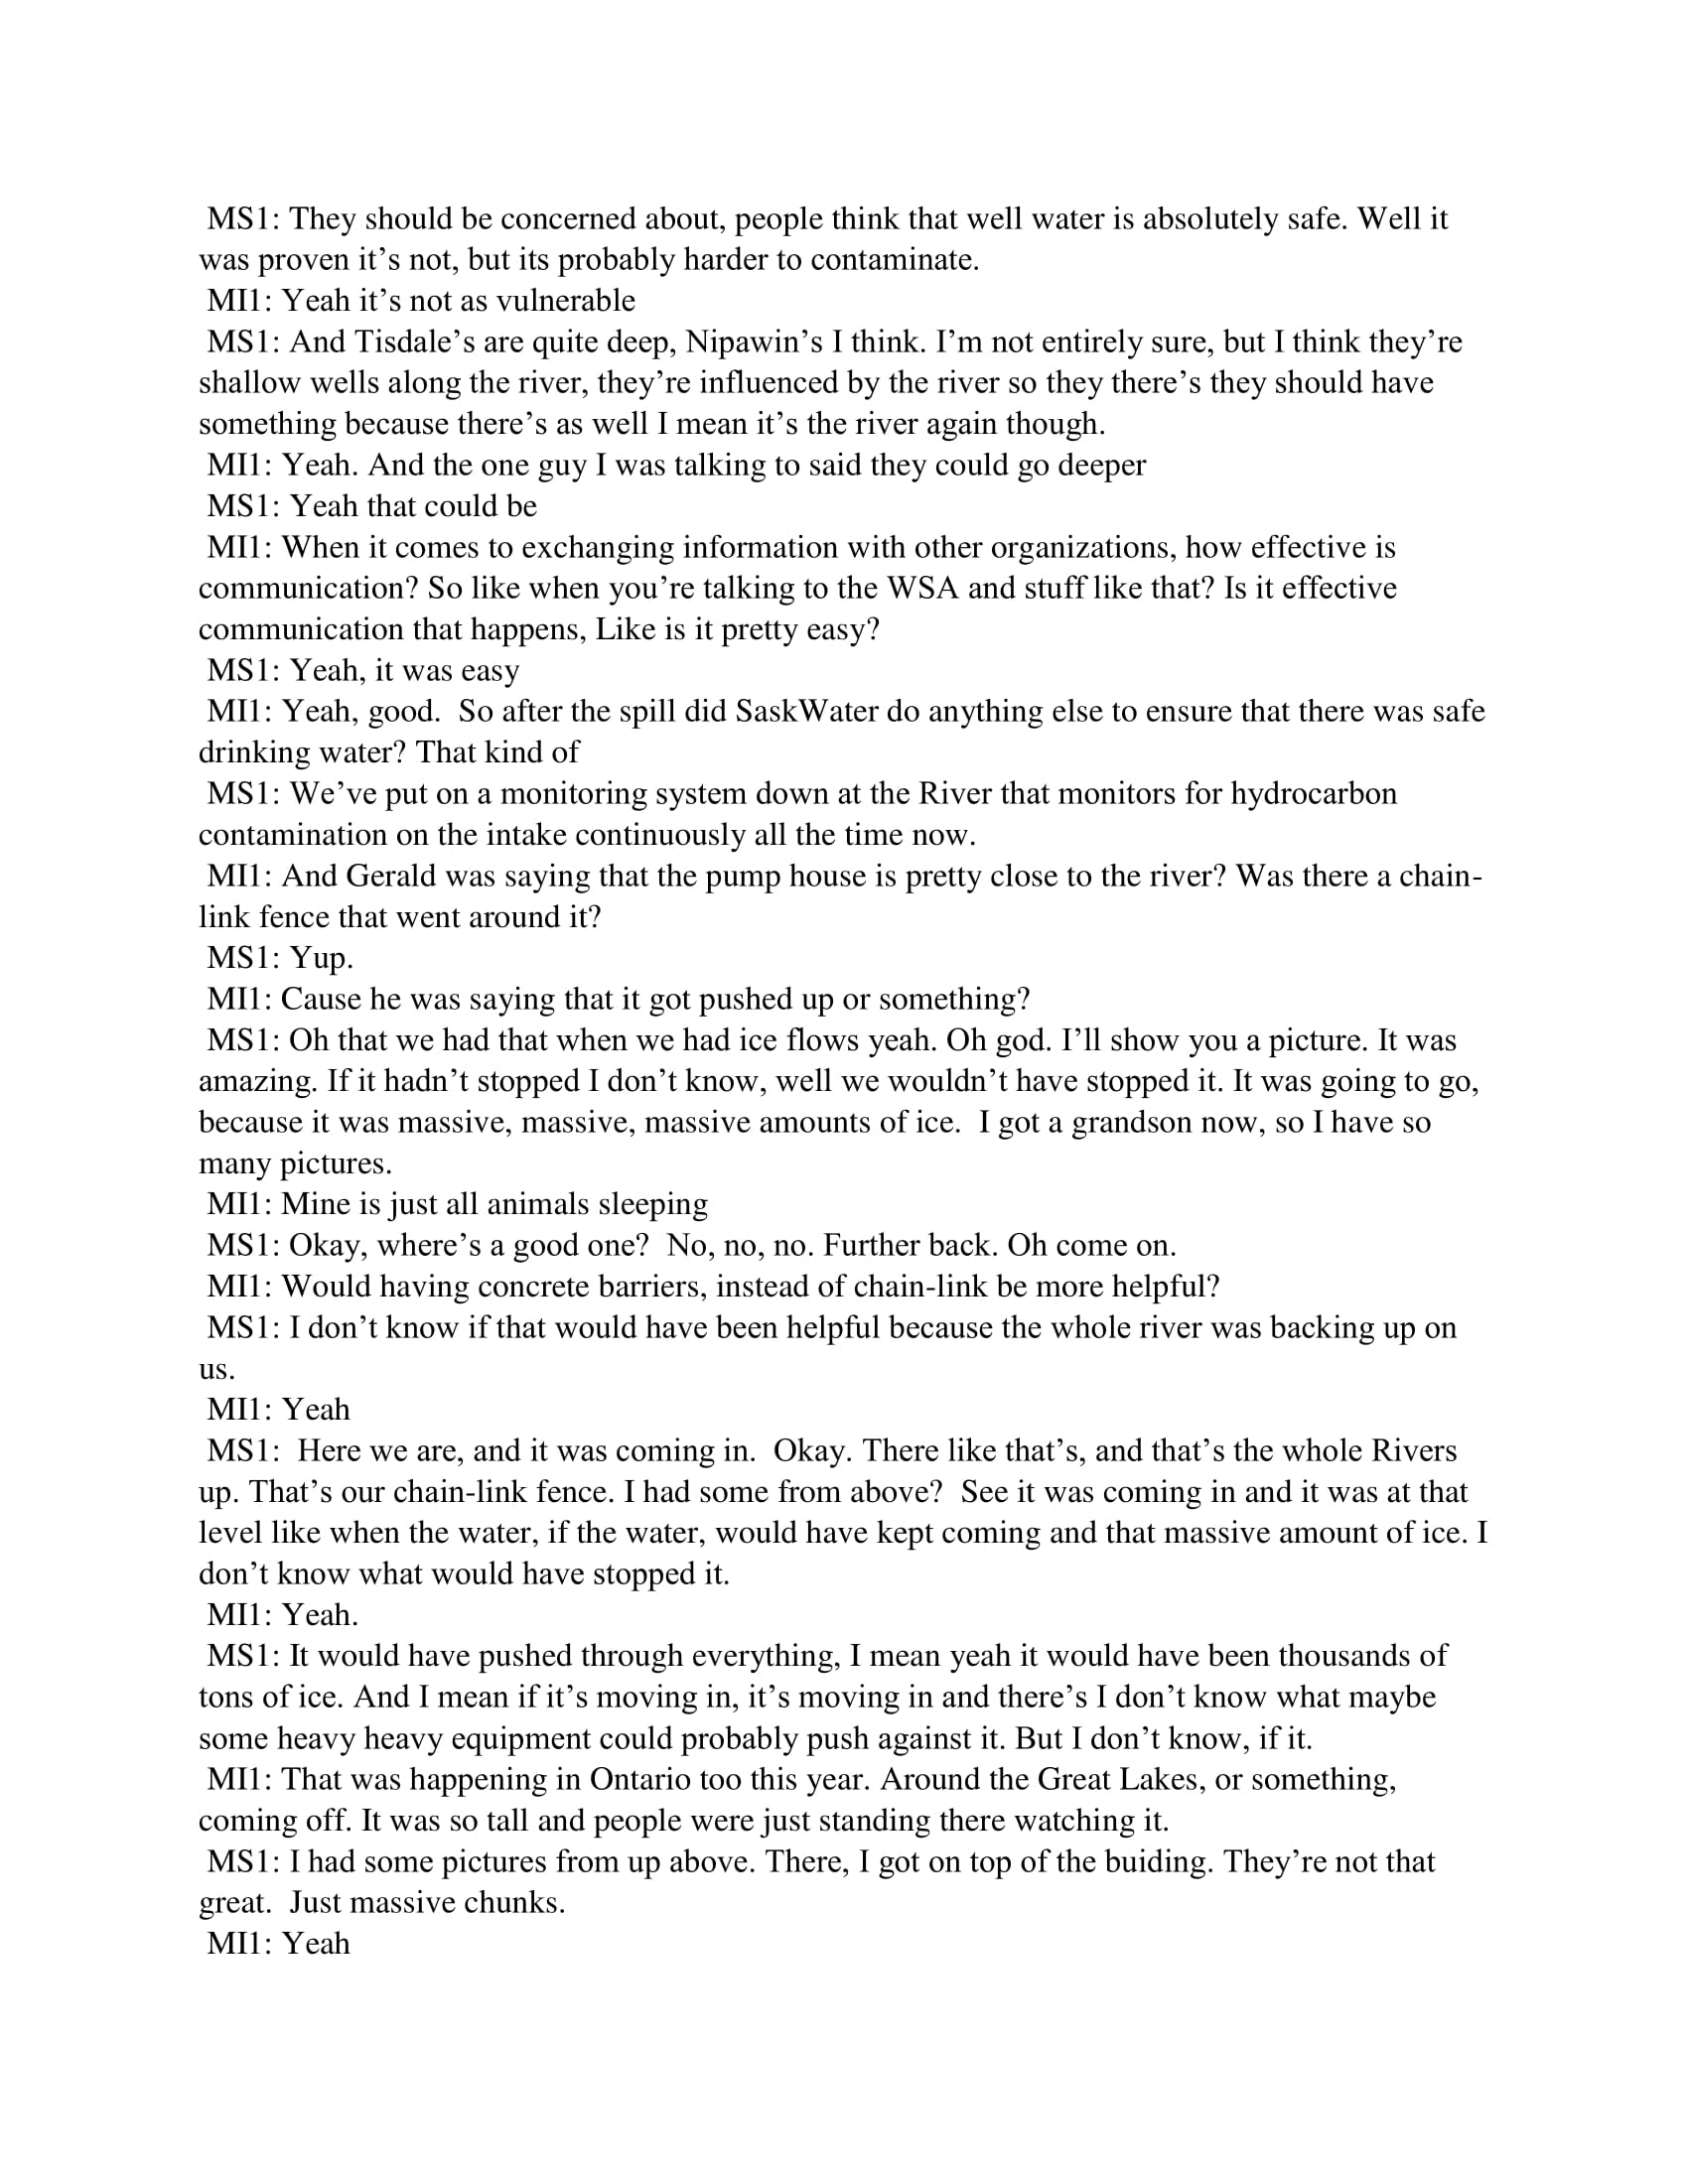 MS1: They should be concerned about, people think that well water is absolutely safe. Well it
was proven it’s not, but its probably harder to contaminate.
MI1: Yeah it’s not as vulnerable
MS1: And Tisdale’s are quite deep, Nipawin’s I think. I’m not entirely sure, but I think they’re
shallow wells along the river, they’re influenced by the river so they there’s they should have
something because there’s as well I mean it’s the river again though.
MI1: Yeah. And the one guy I was talking to said they could go deeper
MS1: Yeah that could be
MI1: When it comes to exchanging information with other organizations, how effective is
communication? So like when you’re talking to the WSA and stuff like that? Is it effective
communication that happens, Like is it pretty easy?
MS1: Yeah, it was easy
MI1: Yeah, good.  So after the spill did SaskWater do anything else to ensure that there was safe
drinking water? That kind of
MS1: We’ve put on a monitoring system down at the River that monitors for hydrocarbon
contamination on the intake continuously all the time now.
MI1: And Gerald was saying that the pump house is pretty close to the river? Was there a chain-
link fence that went around it?
MS1: Yup.
MI1: Cause he was saying that it got pushed up or something?
MS1: Oh that we had that when we had ice flows yeah. Oh god. I’ll show you a picture. It was
amazing. If it hadn’t stopped I don’t know, well we wouldn’t have stopped it. It was going to go,
because it was massive, massive, massive amounts of ice.  I got a grandson now, so I have so
many pictures.
MI1: Mine is just all animals sleeping
MS1: Okay, where’s a good one?  No, no, no. Further back. Oh come on.
MI1: Would having concrete barriers, instead of chain-link be more helpful?
MS1: I don’t know if that would have been helpful because the whole river was backing up on
us.
MI1: Yeah
MS1:  Here we are, and it was coming in.  Okay. There like that’s, and that’s the whole Rivers
up. That’s our chain-link fence. I had some from above?  See it was coming in and it was at that
level like when the water, if the water, would have kept coming and that massive amount of ice. I
don’t know what would have stopped it.
MI1: Yeah.
MS1: It would have pushed through everything, I mean yeah it would have been thousands of
tons of ice. And I mean if it’s moving in, it’s moving in and there’s I don’t know what maybe
some heavy heavy equipment could probably push against it. But I don’t know, if it.
MI1: That was happening in Ontario too this year. Around the Great Lakes, or something,
coming off. It was so tall and people were just standing there watching it.
MS1: I had some pictures from up above. There, I got on top of the buiding. They’re not that
great.  Just massive chunks.
MI1: Yeah